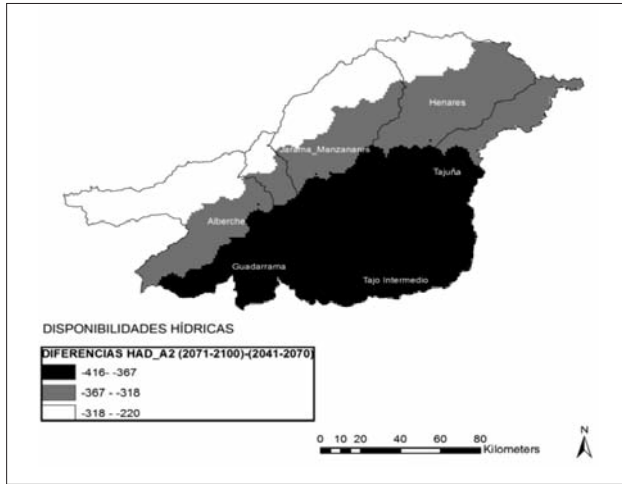 Henares
Jarama_Manzanares
Tajuña
Alberche
Guadarrama
Tajo Intermedio
DISPONIBILIDADES HÍDRICAS
DIFERENCIAS HAD_A2 (2071-2100)-(2041-2070)
-416- -367
-367 - -318
-318 - -220
N
0 10 20 40 60 80
Kilometers